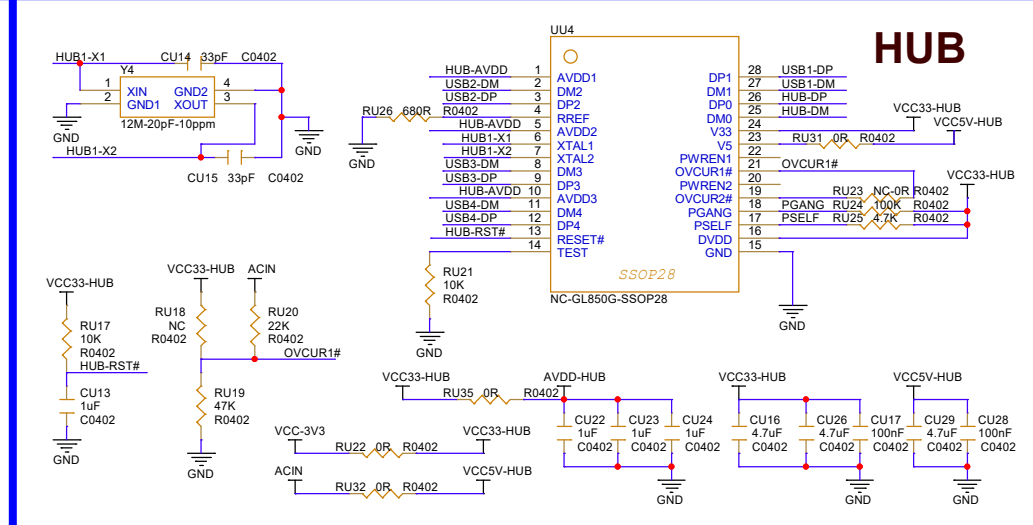 HUB
HUB1-X1
CU14 33pF C0402
Y4
1 XIN GND2 4
2 GND1 XOUT 3
12M-20pF-10ppm
GND
GND
HUB1-X2
CU15 33pF C0402
UU4
HUB-AVDD 1 AVDD1
USB2-DM 2 DM2
USB2-DP 3 DP2
RU26 680R R0402 4 RREF
GND
HUB-AVDD 5 AVDD2
HUB1-X1 6 XTAL1
HUB1-X2 7 XTAL2
USB3-DM 8 DM3
USB3-DP 9 DP3
HUB-AVDD 10 AVDD3
USB4-DM 11 DM4
USB4-DP 12 DP4
HUB-RST# 13 RESET#
14 TEST
DP1 28 USB1-DP
DM1 27 USB1-DM
DP0 26 HUB-DP
DM0 25 HUB-DM
V33 24 VCC33-HUB
V5 23 RU31 0R R0402 VCC5V-HUB
PWREN1 22
OVCUR1# 21 OVCUR1#
PWREN2 20
OVCUR2# 19 RU23 NC-0R R0402 VCC33-HUB
PGANG 18 PGANG RU24 100K R0402
PSELF 17 PSELF RU25 4.7K R0402
DVDD 16
GND 15
GND
SSOP28
NC-GL850G-SSOP28
RU21
10K
R0402
GND
VCC33-HUB
RU17
10K
R0402
HUB-RST#
CU13
1uF
C0402
GND
VCC33-HUB ACIN
RU18
NC
R0402
RU20
22K
R0402
OVCUR1#
RU19
47K
R0402
GND
VCC33-HUB RU35 0R R0402 AVDD-HUB
CU22
1uF
C0402
CU23
1uF
C0402
CU24
1uF
C0402
GND
VCC33-HUB
CU16
4.7uF
C0402
CU26
4.7uF
C0402
CU17
100nF
C0402
GND
VCC5V-HUB
CU29
4.7uF
C0402
CU28
100nF
C0402
GND
VCC-3V3 RU22 0R R0402 VCC33-HUB
ACIN RU32 0R R0402 VCC5V-HUB